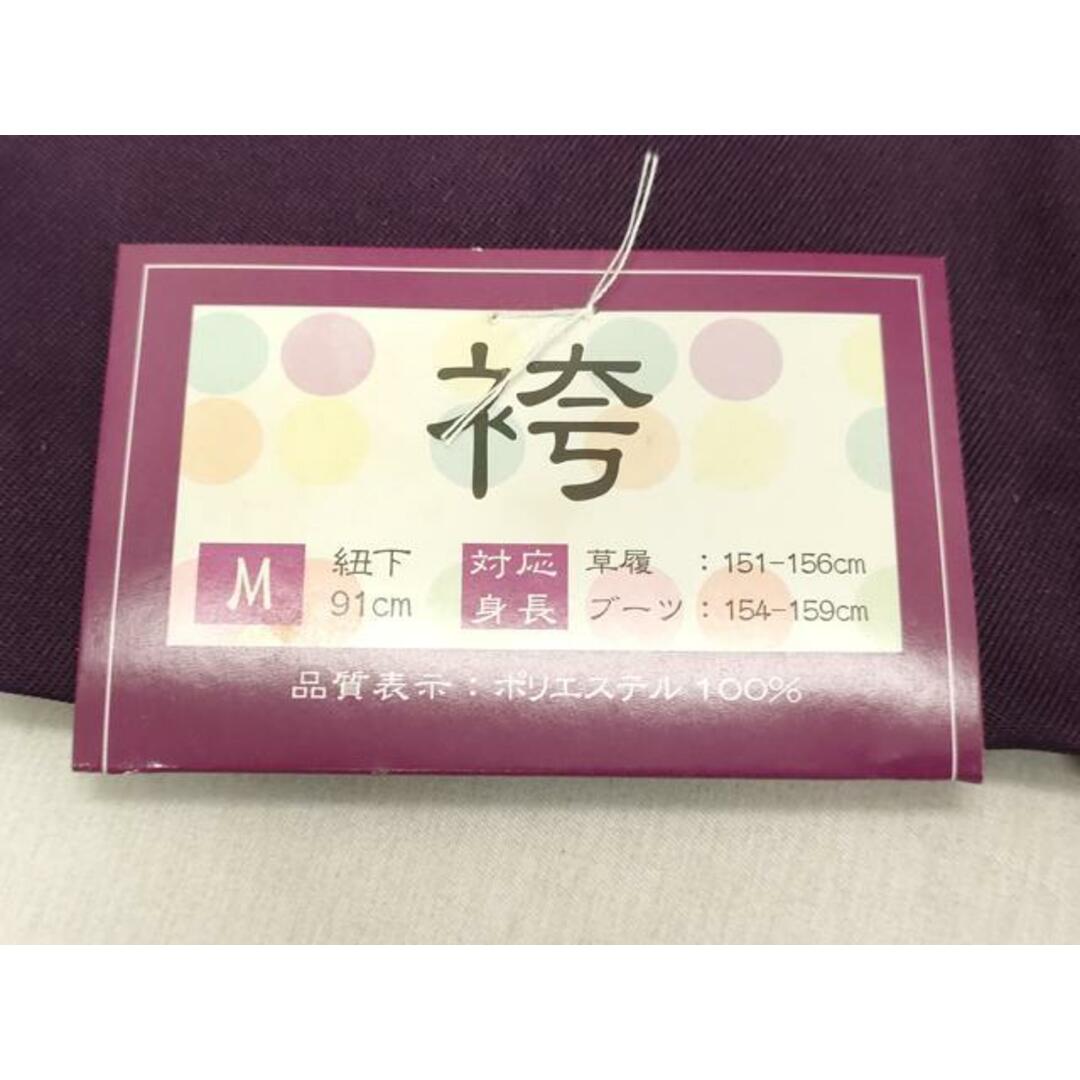 袴
M 紐下 対応 草履 : 151-156cm
91cm 身長 ブーツ : 154-159cm
品質表示 : ポリエステル 100%